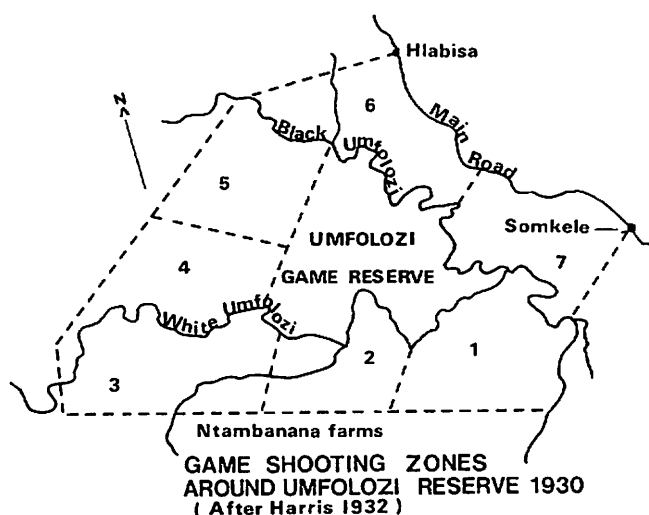 Hlabisa
N
6
Main Road
Black Umfolozi
5
UMFOLOZI
Somkele
4
GAME RESERVE
7
White Umfolozi
2
1
3
Ntambanana farms
GAME SHOOTING ZONES
AROUND UMFOLOZI RESERVE 1930
( After Harris 1932 )